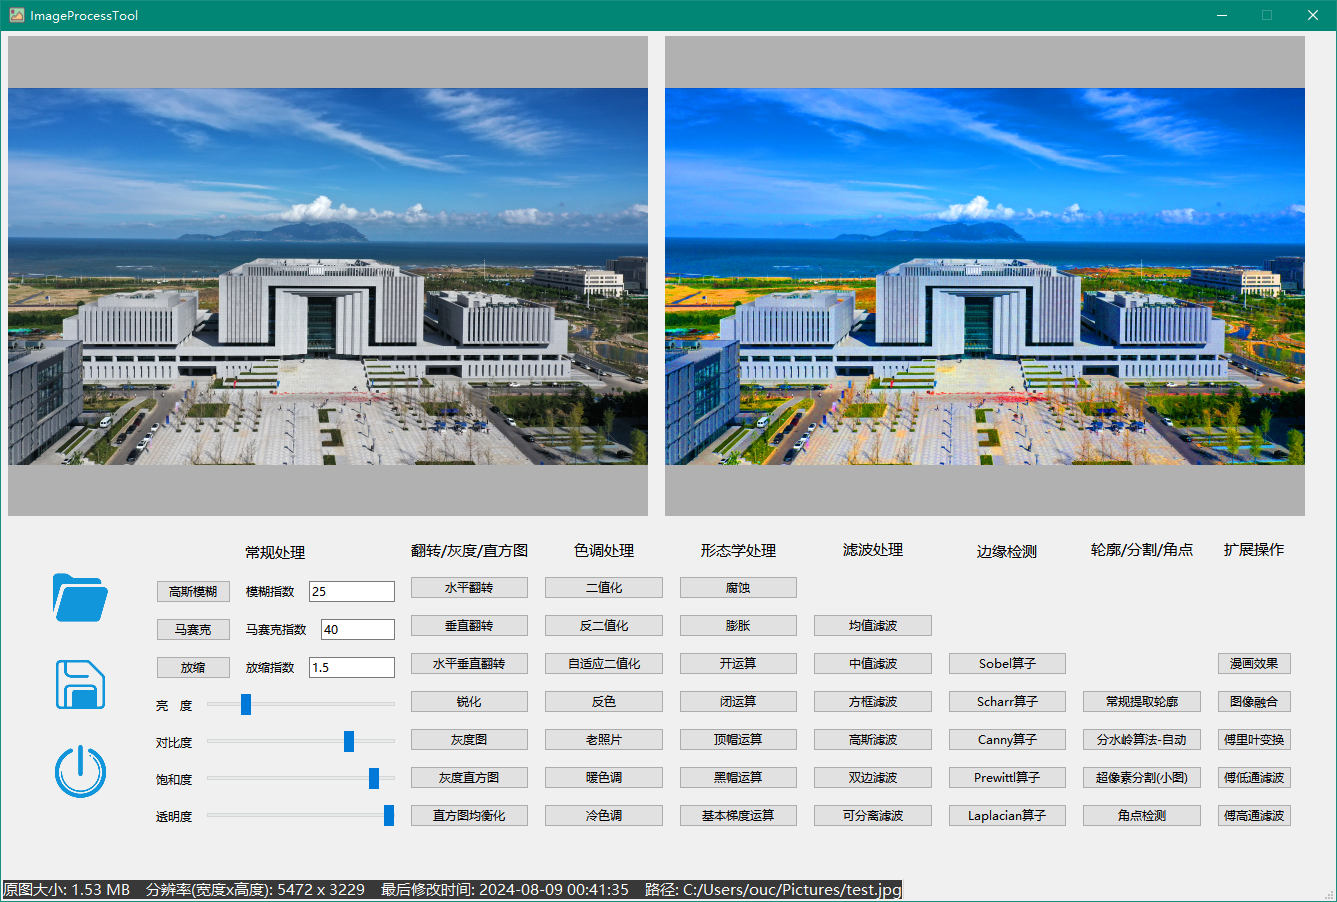 ImageProcessTool
常规处理 翻转/灰度/直方图 色调处理 形态学处理 滤波处理 边缘检测 轮廓/分割/角点 扩展操作
高斯模糊 模糊指数 25 水平翻转 二值化 腐蚀
马赛克 马赛克指数 40 垂直翻转 反二值化 膨胀 均值滤波
放缩 放缩指数 1.5 水平垂直翻转 自适应二值化 开运算 中值滤波 Sobel算子 漫画效果
亮 度 锐化 反色 闭运算 方框滤波 Scharr算子 常规提取轮廓 图像融合
对比度 灰度图 老照片 顶帽运算 高斯滤波 Canny算子 分水岭算法-自动 傅里叶变换
饱和度 灰度直方图 暖色调 黑帽运算 双边滤波 Prewittl算子 超像素分割(小图) 傅低通滤波
透明度 直方图均衡化 冷色调 基本梯度运算 可分离滤波 Laplacian算子 角点检测 傅高通滤波
原图大小: 1.53 MB 分辨率(宽度x高度): 5472 x 3229 最后修改时间: 2024-08-09 00:41:35 路径: C:/Users/ouc/Pictures/test.jpg